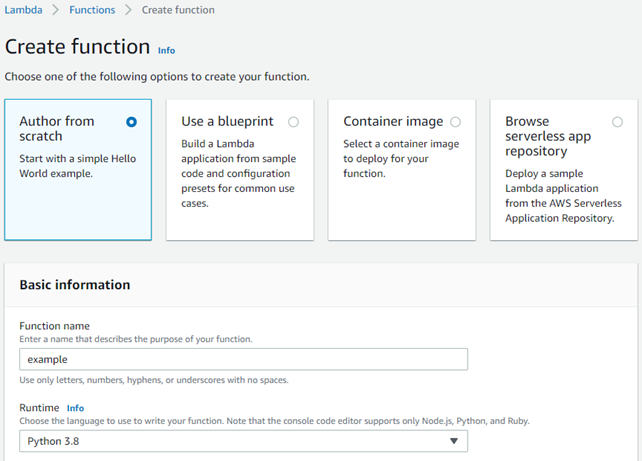 Lambda > Functions > Create function
Create function Info
Choose one of the following options to create your function.
Author from
scratch
Start with a simple Hello
World example.
Use a blueprint
Build a Lambda
application from sample
code and configuration
presets for common use
cases.
Container image
Select a container image
to deploy for your
function.
Browse
serverless app
repository
Deploy a sample
Lambda application
from the AWS Serverless
Application Repository.
Basic information
Function name
Enter a name that describes the purpose of your function.
example
Use only letters, numbers, hyphens, or underscores with no spaces.
Runtime Info
Choose the language to use to write your function. Note that the console code editor supports only Node.js, Python, and Ruby.
Python 3.8